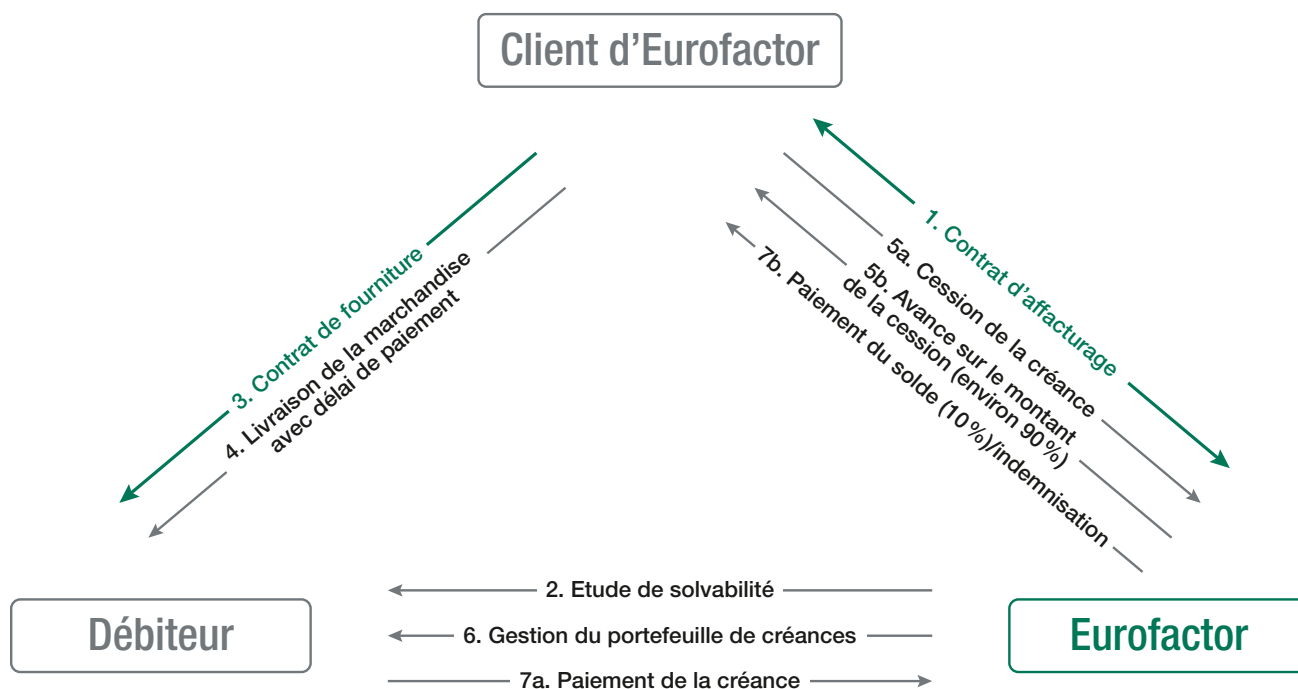 Client d’Eurofactor
1. Contrat d’affacturage
5a. Cession de la créance
5b. Avance sur le montant
de la cession (environ 90 %)
7b. Paiement du solde (10 %)/indemnisation
3. Contrat de fourniture
4. Livraison de la marchandise
avec délai de paiement
Débiteur
2. Etude de solvabilité
6. Gestion du portefeuille de créances
7a. Paiement de la créance
Eurofactor